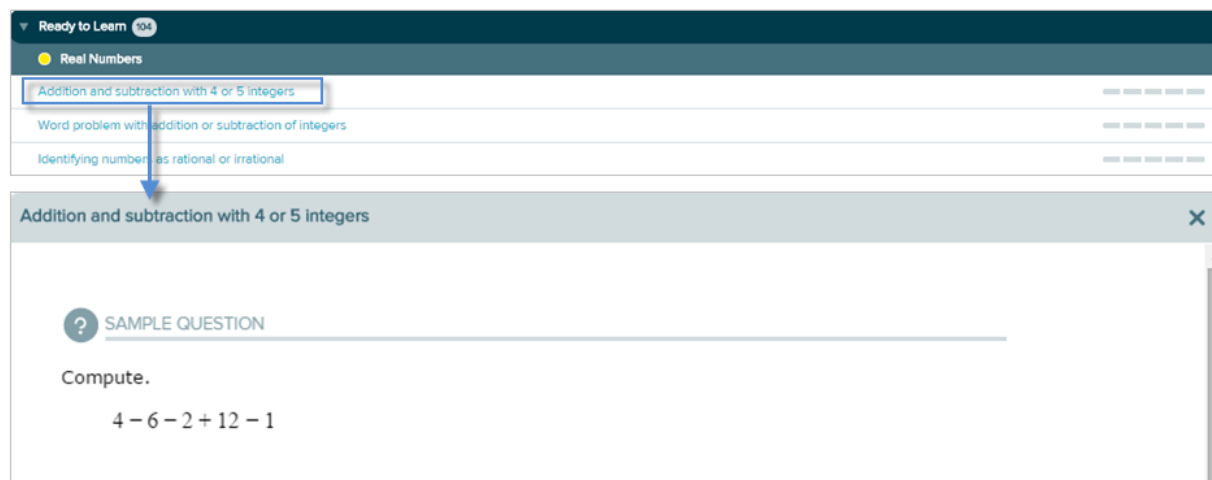 Ready to Learn 104
Real Numbers
Addition and subtraction with 4 or 5 integers
Word problem with addition or subtraction of integers
Identifying numbers as rational or irrational
Addition and subtraction with 4 or 5 integers
SAMPLE QUESTION
Compute.
4 − 6 − 2 + 12 − 1